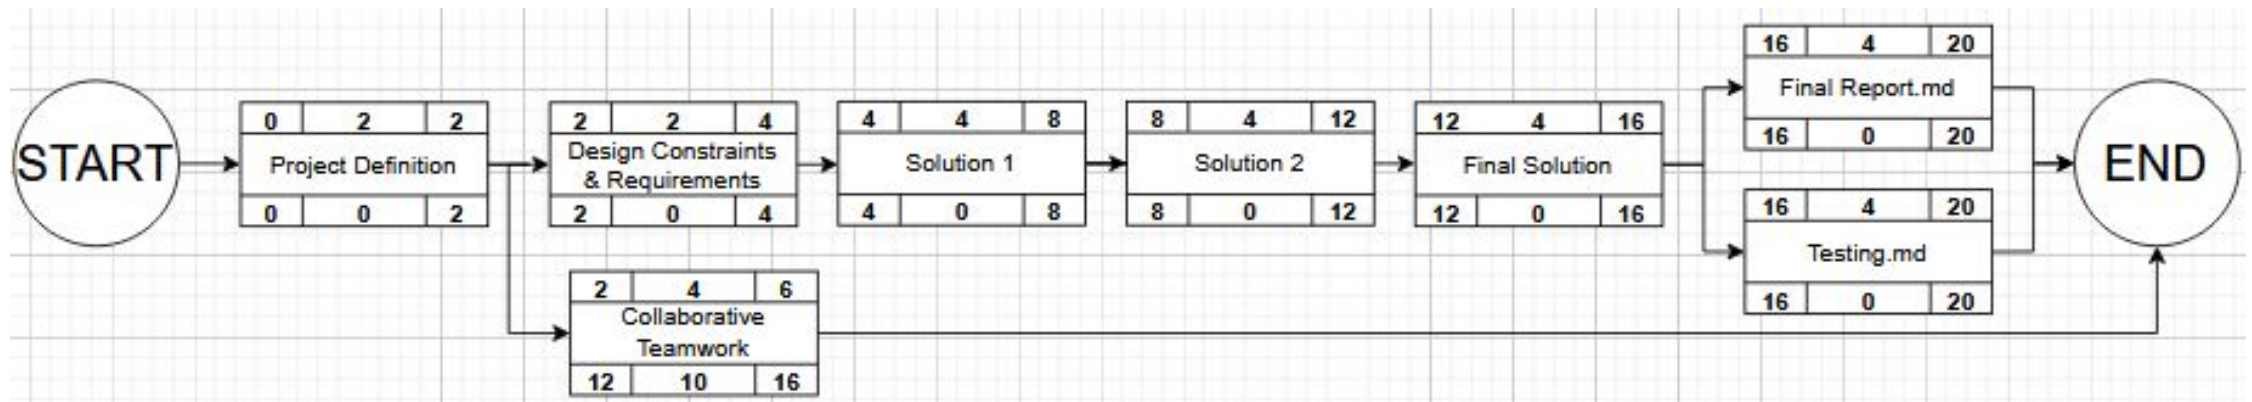 START
0 2 2
Project Definition
0 0 2
2 2 4
Design Constraints
& Requirements
2 0 4
2 4 6
Collaborative
Teamwork
12 10 16
4 4 8
Solution 1
4 0 8
8 4 12
Solution 2
8 0 12
12 4 16
Final Solution
12 0 16
16 4 20
Final Report.md
16 0 20
16 4 20
Testing.md
16 0 20
END